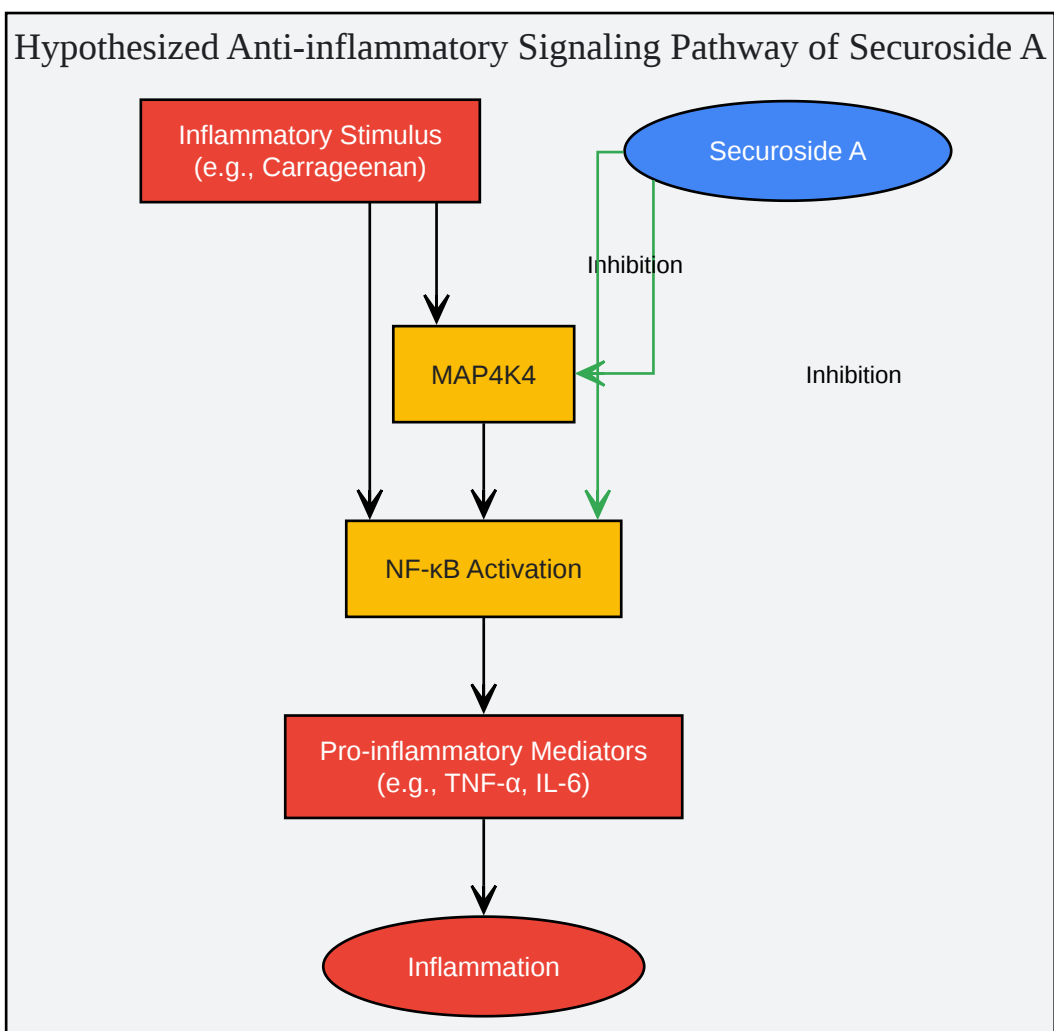 Hypothesized Anti-inflammatory Signaling Pathway of Securoside A
Inflammatory Stimulus
(e.g., Carrageenan)
Securoside A
Inhibition
MAP4K4
Inhibition
NF-κB Activation
Pro-inflammatory Mediators
(e.g., TNF-α, IL-6)
Inflammation